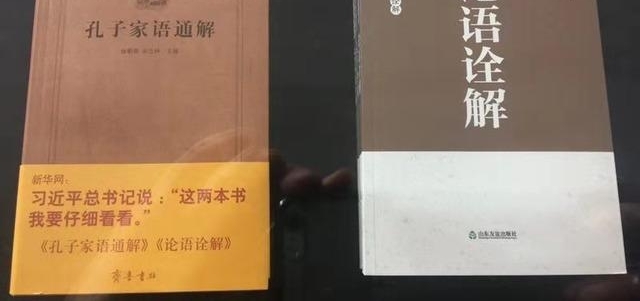 孔子家语通解
新华网：
习近平总书记说：“这两本书
我要仔细看看。”
《孔子家语通解》《论语诠解》
齐鲁书社
语诠解
诠解
山东友谊出版社